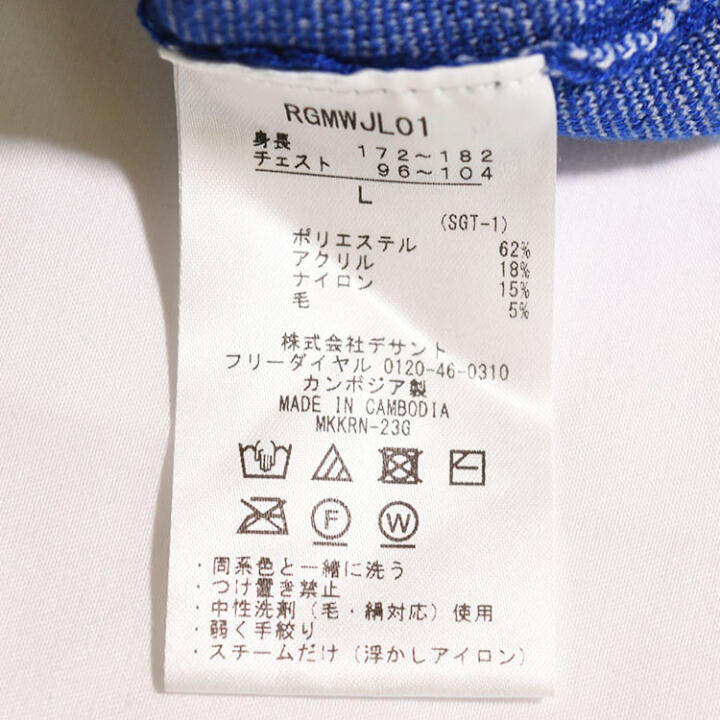 RGMWJL01
身長 172～182
チェスト 96～104
L
(SGT-1)
ポリエステル 62%
アクリル 18%
ナイロン 15%
毛 5%
株式会社デサント
フリーダイヤル 0120-46-0310
カンボジア製
MADE IN CAMBODIA
MKKRN-23G
F W
・同系色と一緒に洗う
・つけ置き禁止
・中性洗剤(毛・絹対応)使用
・弱く手絞り
・スチームだけ(浮かしアイロン)